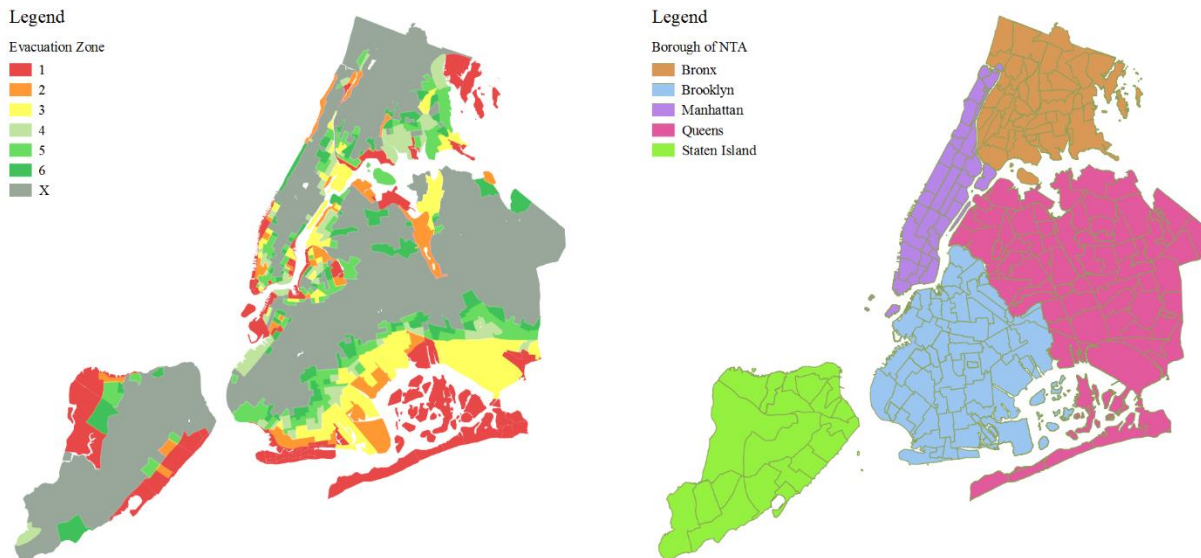 Legend
Evacuation Zone
1
2
3
4
5
6
X
Legend
Borough of NTA
Bronx
Brooklyn
Manhattan
Queens
Staten Island